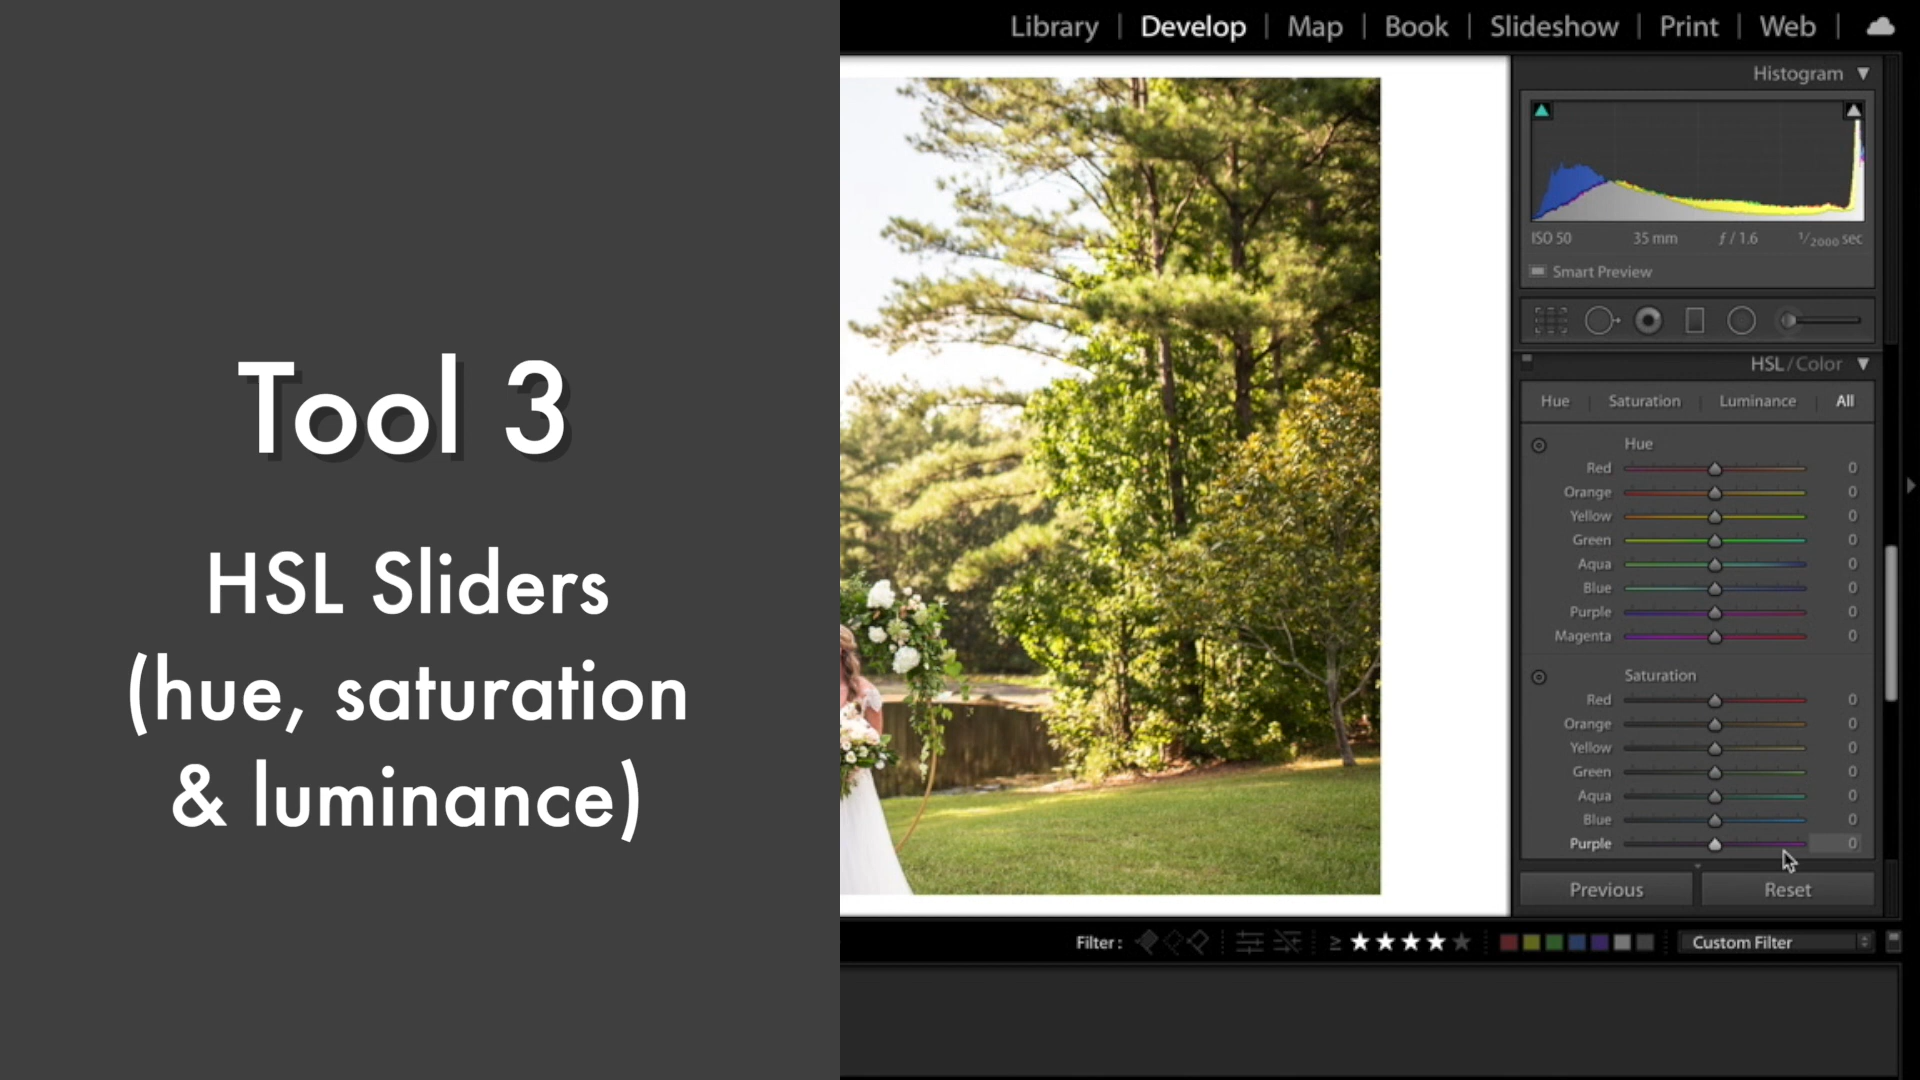 Tool 3
HSL Sliders
(hue, saturation
& luminance)
Library | Develop | Map | Book | Slideshow | Print | Web |
Histogram
ISO 50 35 mm ƒ / 1.6 1/2000 sec
Smart Preview
HSL / Color
Hue | Saturation | Luminance | All
Hue
Red 0
Orange 0
Yellow 0
Green 0
Aqua 0
Blue 0
Purple 0
Magenta 0
Saturation
Red 0
Orange 0
Yellow 0
Green 0
Aqua 0
Blue 0
Purple 0
Previous Reset
Filter : ≥ ★★★★★ Custom Filter